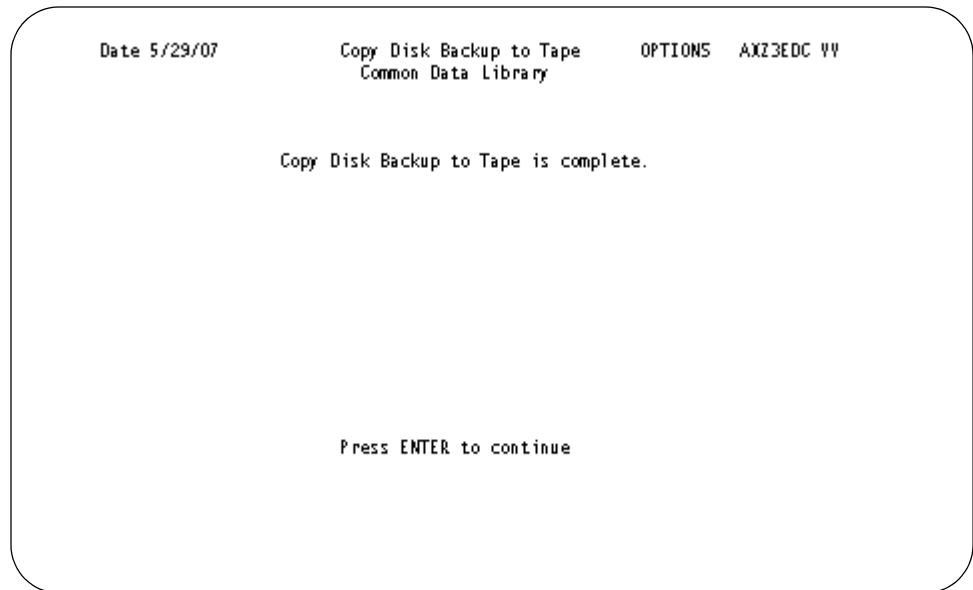 Date 5/29/07 Copy Disk Backup to Tape OPTIONS AXZ3EDC YY
Common Data Library
Copy Disk Backup to Tape is complete.
Press ENTER to continue